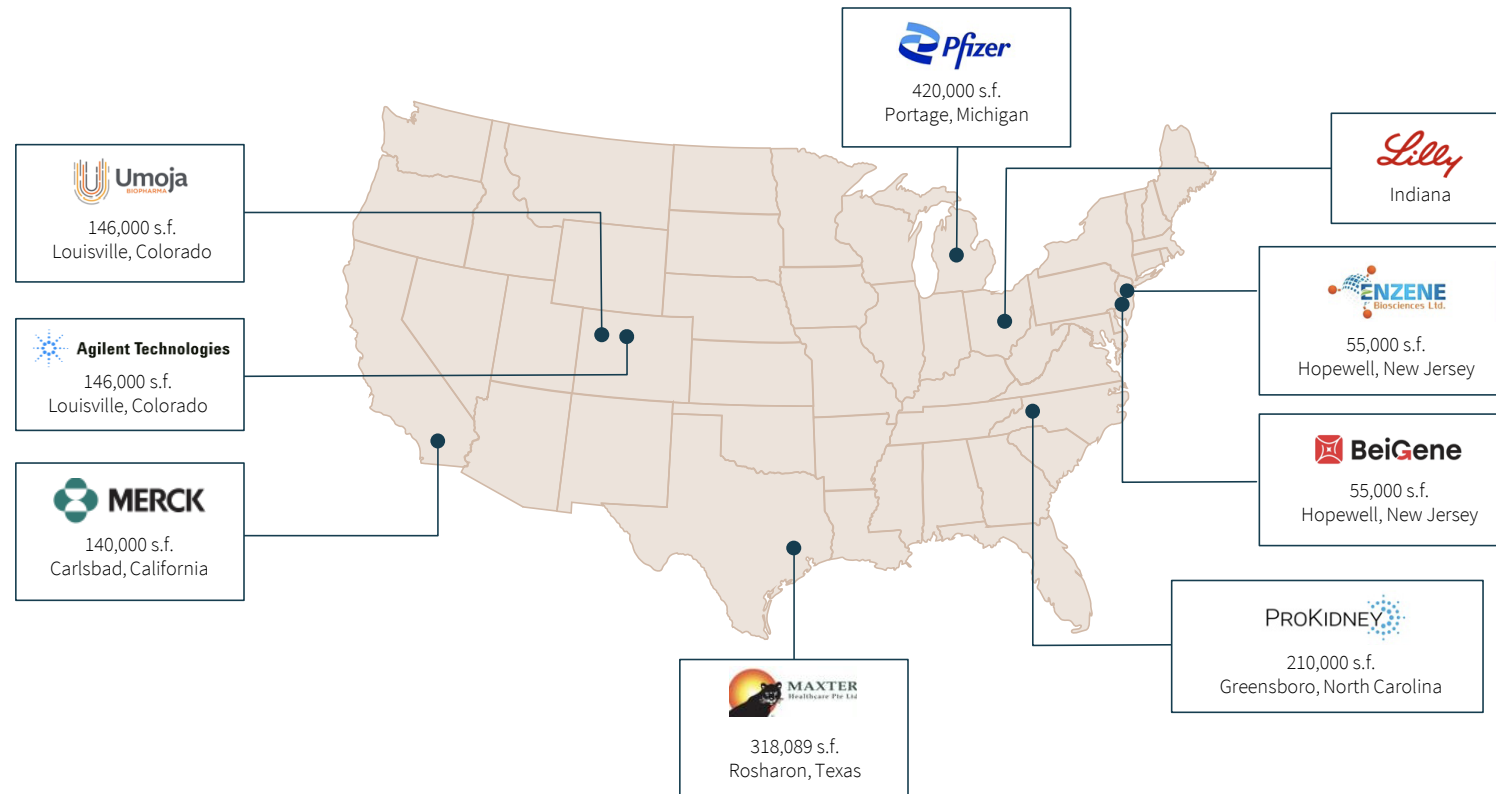 Pfizer
420,000 s.f.
Portage, Michigan
Umoja
BIOPHARMA
146,000 s.f.
Louisville, Colorado
Lilly
Indiana
ENZENE
Biosciences Ltd.
55,000 s.f.
Hopewell, New Jersey
Agilent Technologies
146,000 s.f.
Louisville, Colorado
BeiGene
55,000 s.f.
Hopewell, New Jersey
MERCK
140,000 s.f.
Carlsbad, California
PROKIDNEY
210,000 s.f.
Greensboro, North Carolina
MAXTER
Healthcare Pte Ltd
318,089 s.f.
Rosharon, Texas